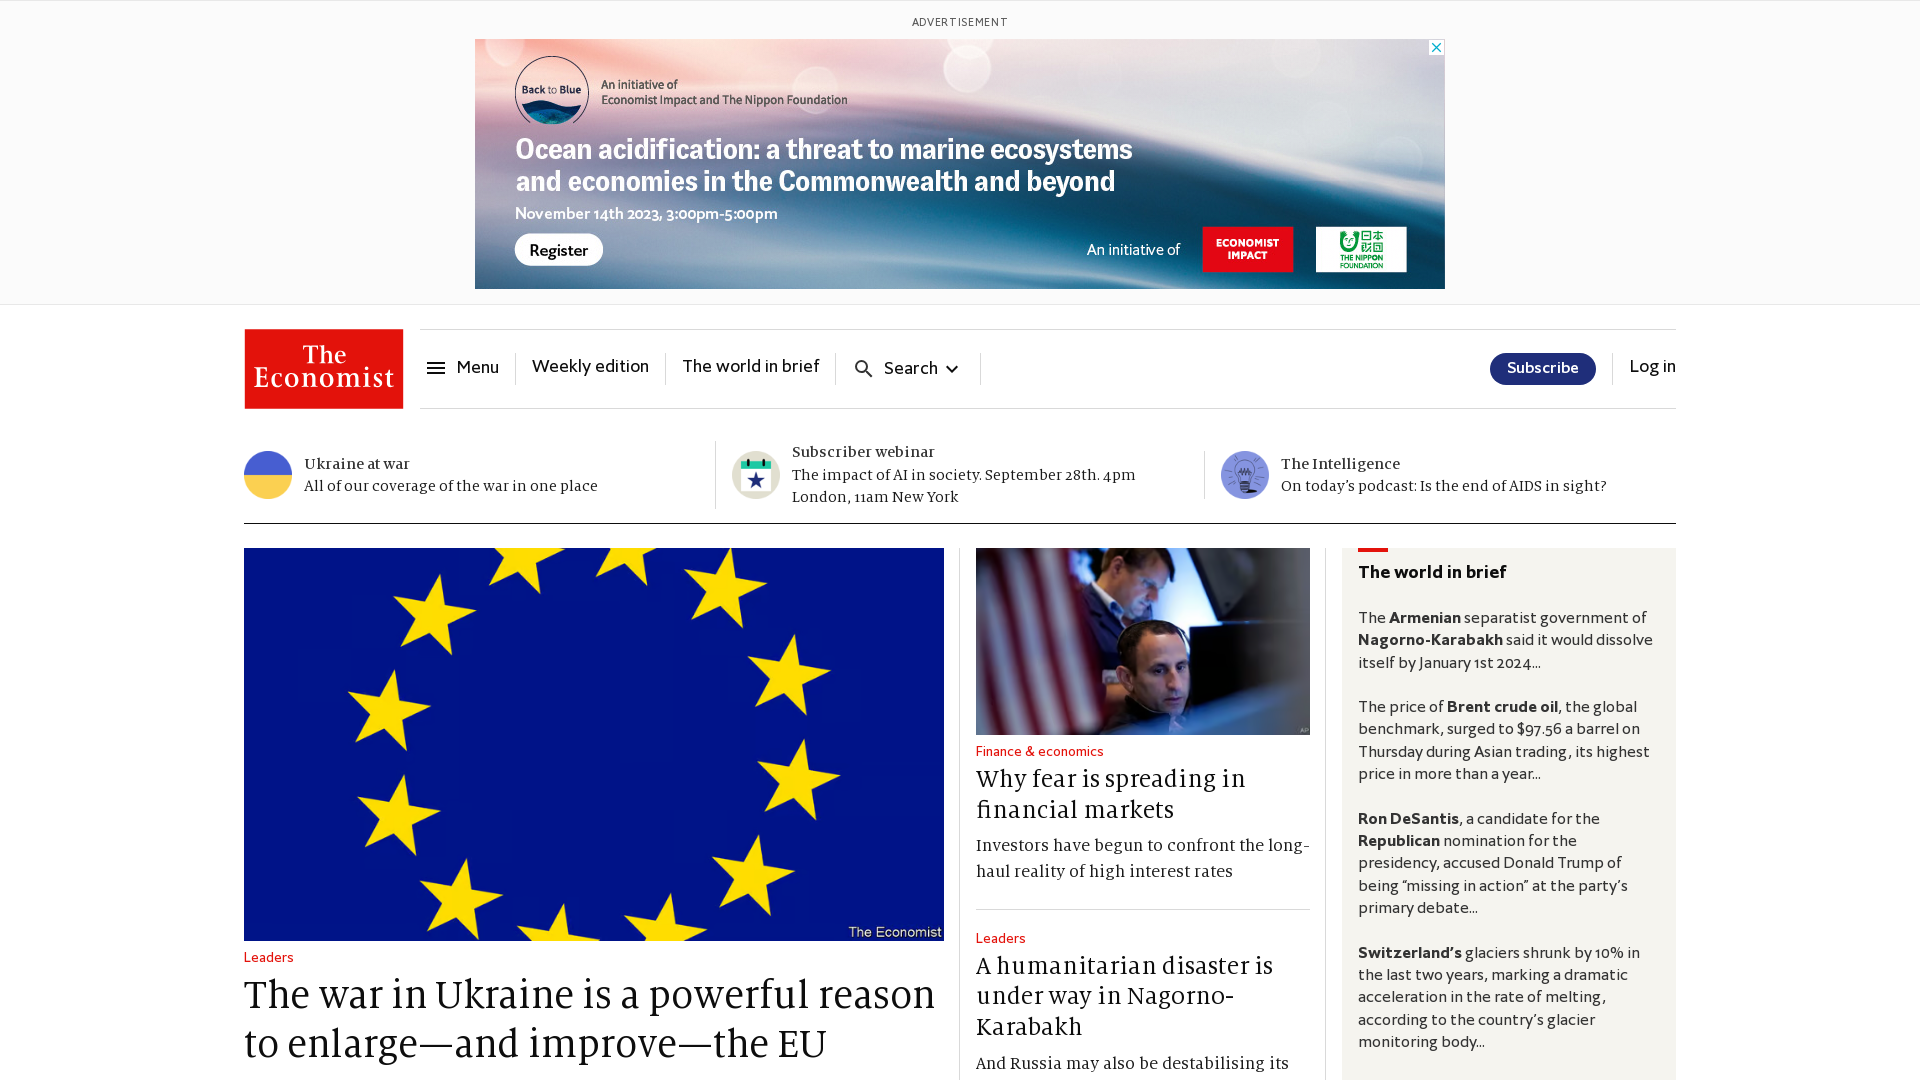 ADVERTISEMENT
Back to Blue
An initiative of
Economist Impact and The Nippon Foundation
Ocean acidification: a threat to marine ecosystems
and economies in the Commonwealth and beyond
November 14th 2023, 3:00pm-5:00pm
Register
An initiative of
ECONOMIST
IMPACT
日本
財団
THE NIPPON
FOUNDATION
The
Economist
Menu
Weekly edition
The world in brief
Search
Subscribe
Log in
Ukraine at war
All of our coverage of the war in one place
Subscriber webinar
The impact of AI in society. September 28th. 4pm
London, 11am New York
The Intelligence
On today’s podcast: Is the end of AIDS in sight?
The Economist
Leaders
The war in Ukraine is a powerful reason
to enlarge—and improve—the EU
AP
Finance & economics
Why fear is spreading in
financial markets
Investors have begun to confront the long-
haul reality of high interest rates
Leaders
A humanitarian disaster is
under way in Nagorno-
Karabakh
And Russia may also be destabilising its
The world in brief
The Armenian separatist government of
Nagorno-Karabakh said it would dissolve
itself by January 1st 2024...
The price of Brent crude oil, the global
benchmark, surged to $97.56 a barrel on
Thursday during Asian trading, its highest
price in more than a year...
Ron DeSantis, a candidate for the
Republican nomination for the
presidency, accused Donald Trump of
being “missing in action” at the party’s
primary debate...
Switzerland’s glaciers shrunk by 10% in
the last two years, marking a dramatic
acceleration in the rate of melting,
according to the country’s glacier
monitoring body...